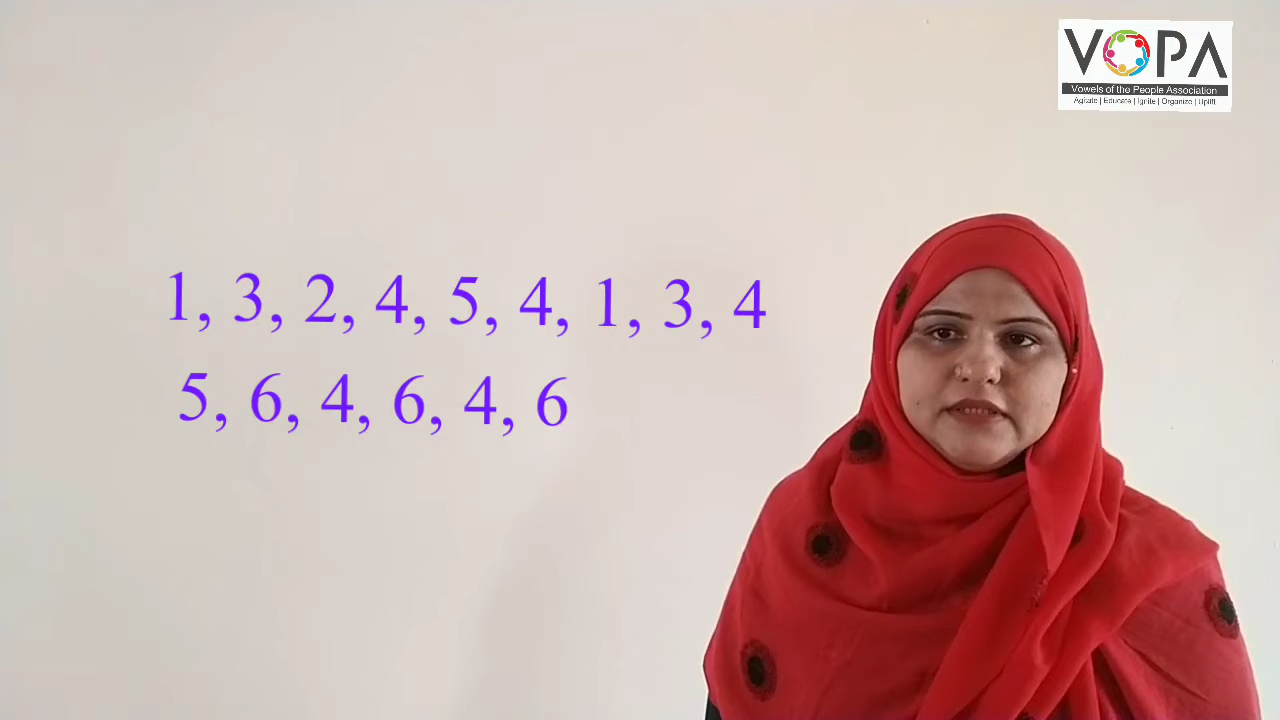 VOPA
Vowels of the People Association
Agitate | Educate | Ignite | Organize | Uplift
1, 3, 2, 4, 5, 4, 1, 3, 4
5, 6, 4, 6, 4, 6